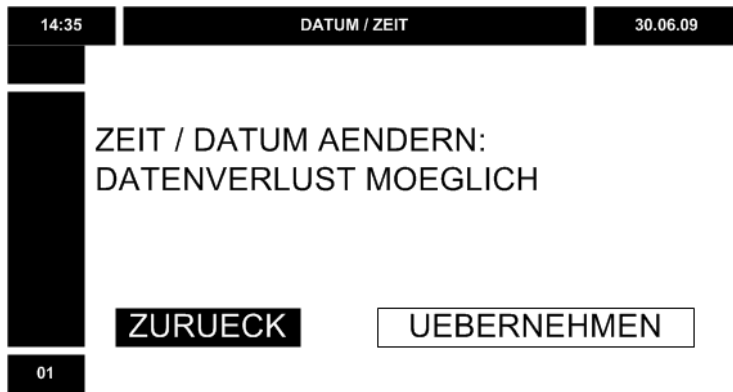 14:35 DATUM / ZEIT 30.06.09
ZEIT / DATUM AENDERN:
DATENVERLUST MOEGLICH
ZURUECK UEBERNEHMEN
01